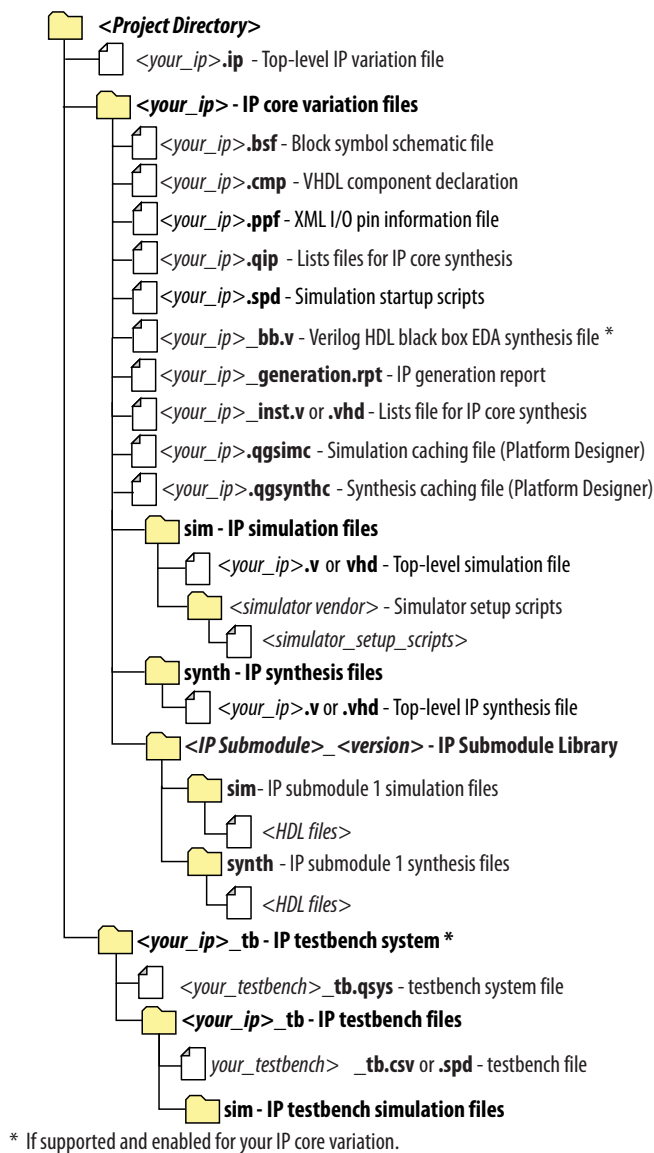 <Project Directory>
<your_ip>.ip - Top-level IP variation file
<your_ip> - IP core variation files
<your_ip>.bsf - Block symbol schematic file
<your_ip>.cmp - VHDL component declaration
<your_ip>.ppf - XML I/O pin information file
<your_ip>.qip - Lists files for IP core synthesis
<your_ip>.spd - Simulation startup scripts
<your_ip>_bb.v - Verilog HDL black box EDA synthesis file *
<your_ip>_generation.rpt - IP generation report
<your_ip>_inst.v or .vhd - Lists file for IP core synthesis
<your_ip>.qgsimc - Simulation caching file (Platform Designer)
<your_ip>.qgsynthc - Synthesis caching file (Platform Designer)
sim - IP simulation files
<your_ip>.v or vhd - Top-level simulation file
<simulator vendor> - Simulator setup scripts
<simulator_setup_scripts>
synth - IP synthesis files
<your_ip>.v or .vhd - Top-level IP synthesis file
<IP Submodule>_<version> - IP Submodule Library
sim- IP submodule 1 simulation files
<HDL files>
synth - IP submodule 1 synthesis files
<HDL files>
<your_ip>_tb - IP testbench system *
<your_testbench>_tb.qsys - testbench system file
<your_ip>_tb - IP testbench files
your_testbench> _tb.csv or .spd - testbench file
sim - IP testbench simulation files
* If supported and enabled for your IP core variation.